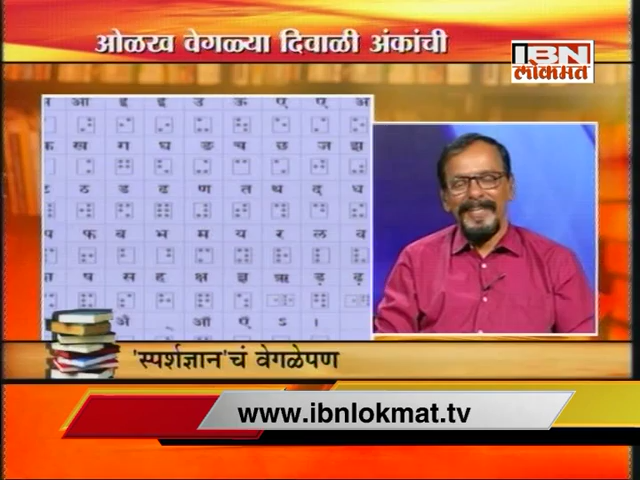 ओळख वेगळ्या दिवाळी अंकांची
IBN
लोकमत
आ इ इ उ ऊ ए ऐ अ
ख ग घ ङ च छ ज झ
ठ ड ढ ण त थ द ध
फ ब भ म य र ल व
ष स ह क्ष ज्ञ ऋ ड़ ढ़
अँ ऑ ऍ ऽ ।
'स्पर्शज्ञान'चं वेगळेपण
www.ibnlokmat.tv